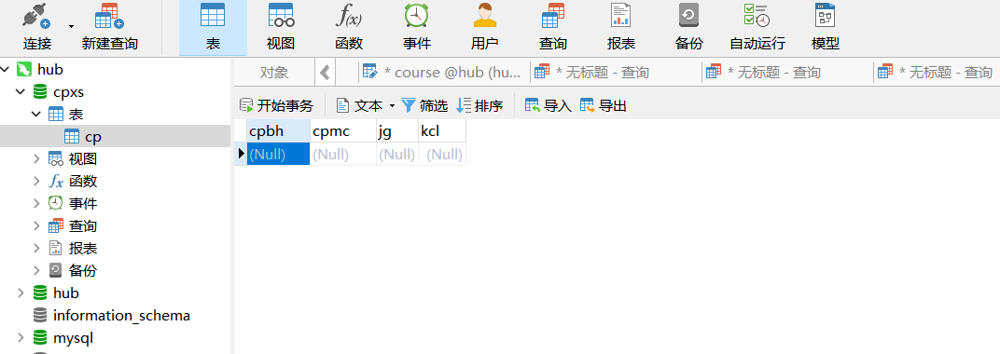 连接 新建查询 表 视图 函数 事件 用户 查询 报表 备份 自动运行 模型
hub
cpxs
表
cp
视图
函数
事件
查询
报表
备份
hub
information_schema
mysql
对象 * course @hub (hu... * 无标题 - 查询 * 无标题 - 查询 * 无标题 - 查询
开始事务 文本 筛选 排序 导入 导出
cpbh cpmc jg kcl
(Null) (Null) (Null) (Null)